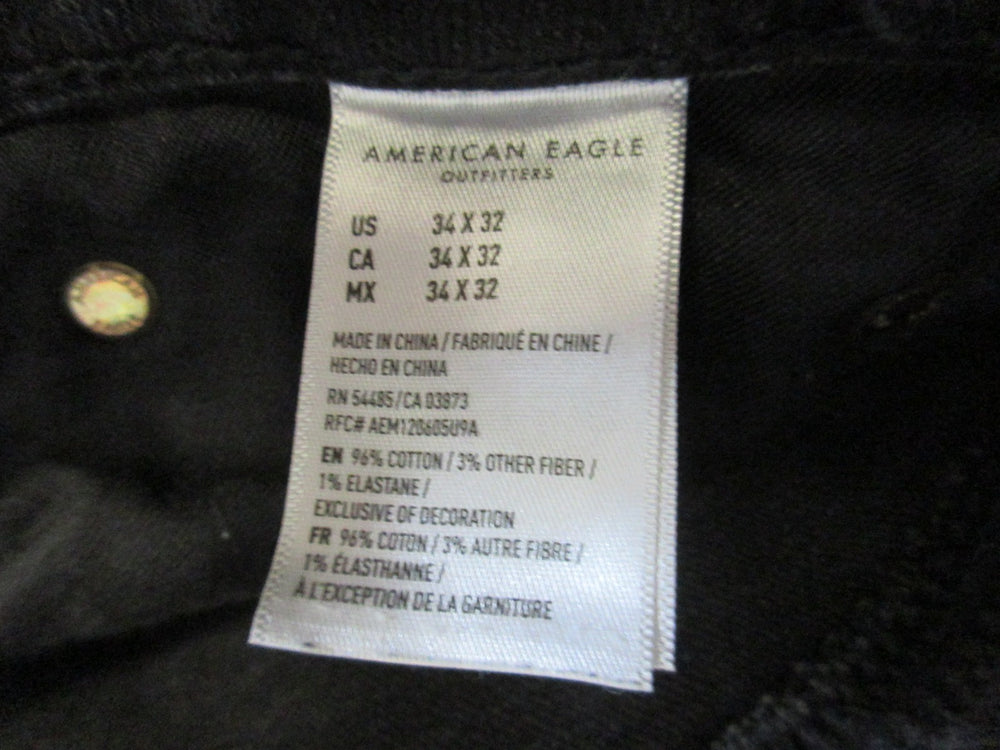 AMERICAN EAGLE
OUTFITTERS
US 34 X 32
CA 34 X 32
MX 34 X 32
MADE IN CHINA / FABRIQUÉ EN CHINE /
HECHO EN CHINA
RN 54485/CA 03873
RFC# AEM120605U9A
EN 96% COTTON / 3% OTHER FIBER /
1% ELASTANE /
EXCLUSIVE OF DECORATION
FR 96% COTON / 3% AUTRE FIBRE /
1% ÉLASTHANNE /
À L'EXCEPTION DE LA GARNITURE